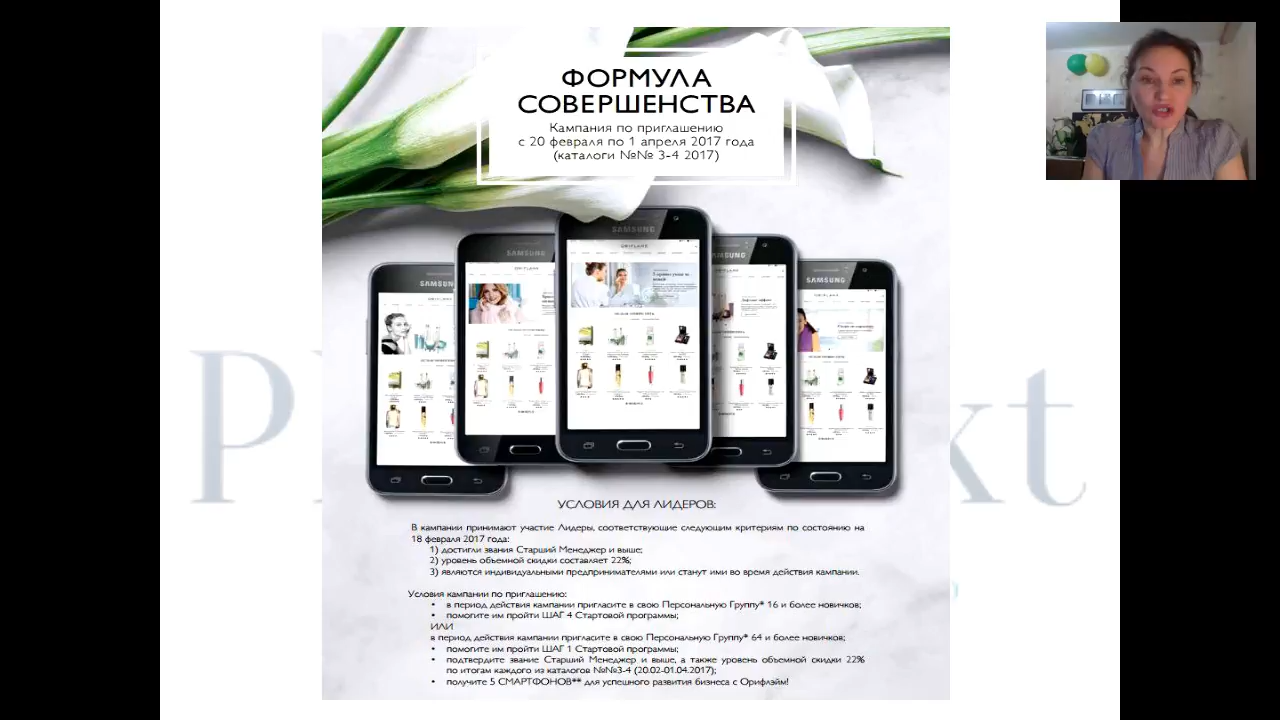 ФОРМУЛА
СОВЕРШЕНСТВА
Кампания по приглашению
с 20 февраля по 1 апреля 2017 года
(каталоги №№ 3-4 2017)
SAMSUNG
SAMSUNG
SAMSUNG
SAMSUNG
SAMSUNG
ORIFLAME
УСЛОВИЯ ДЛЯ ЛИДЕРОВ:
В кампании принимают участие Лидеры, соответствующие следующим критериям по состоянию на
18 февраля 2017 года:
1) достигли звания Старший Менеджер и выше;
2) уровень объемной скидки составляет 22%;
3) являются индивидуальными предпринимателями или станут ими во время действия кампании.
Условия кампании по приглашению:
• в период действия кампании пригласите в свою Персональную Группу* 16 и более новичков;
• помогите им пройти ШАГ 4 Стартовой программы;
ИЛИ
в период действия кампании пригласите в свою Персональную Группу* 64 и более новичков;
• помогите им пройти ШАГ 1 Стартовой программы;
• подтвердите звание Старший Менеджер и выше, а также уровень объемной скидки 22%
по итогам каждого из каталогов №№3-4 (20.02-01.04.2017);
• получите 5 СМАРТФОНОВ** для успешного развития бизнеса с Орифлэйм!